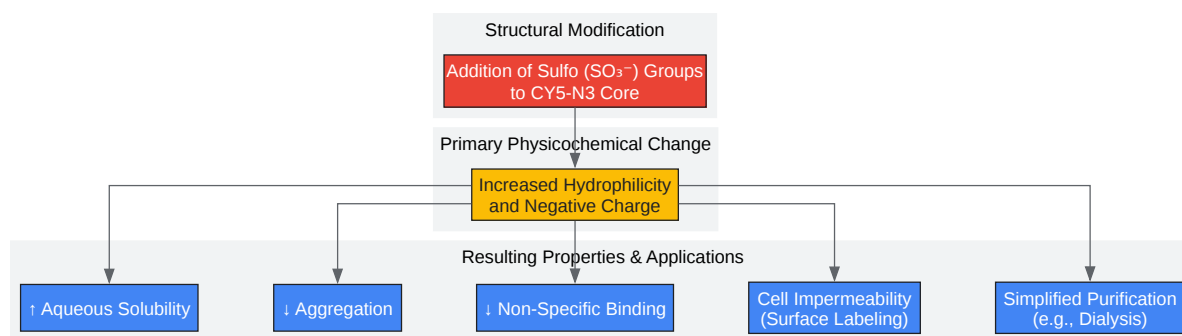 Structural Modification
Addition of Sulfo (SO₃⁻) Groups
to CY5-N3 Core
Primary Physicochemical Change
Increased Hydrophilicity
and Negative Charge
Resulting Properties & Applications
↑ Aqueous Solubility
↓ Aggregation
↓ Non-Specific Binding
Cell Impermeability
(Surface Labeling)
Simplified Purification
(e.g., Dialysis)